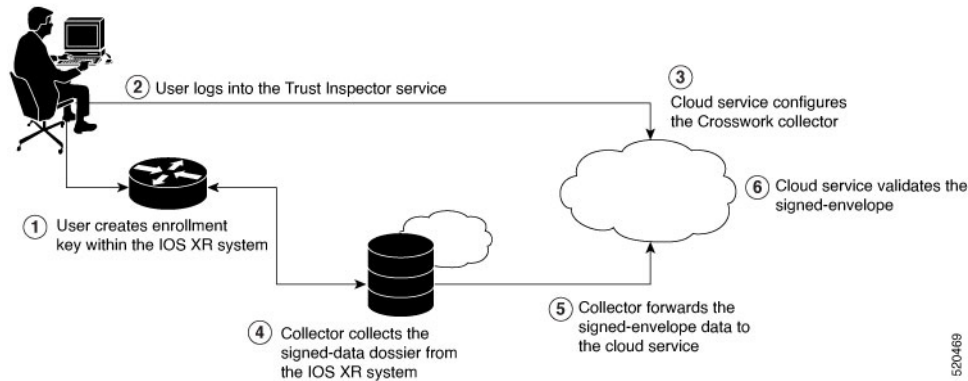 ② User logs into the Trust Inspector service
③
Cloud service configures
the Crosswork collector
⑥ Cloud service validates the
signed-envelope
① User creates enrollment
key within the IOS XR system
④ Collector collects the
signed-data dossier from
the IOS XR system
⑤ Collector forwards the
signed-envelope data to
the cloud service
520469